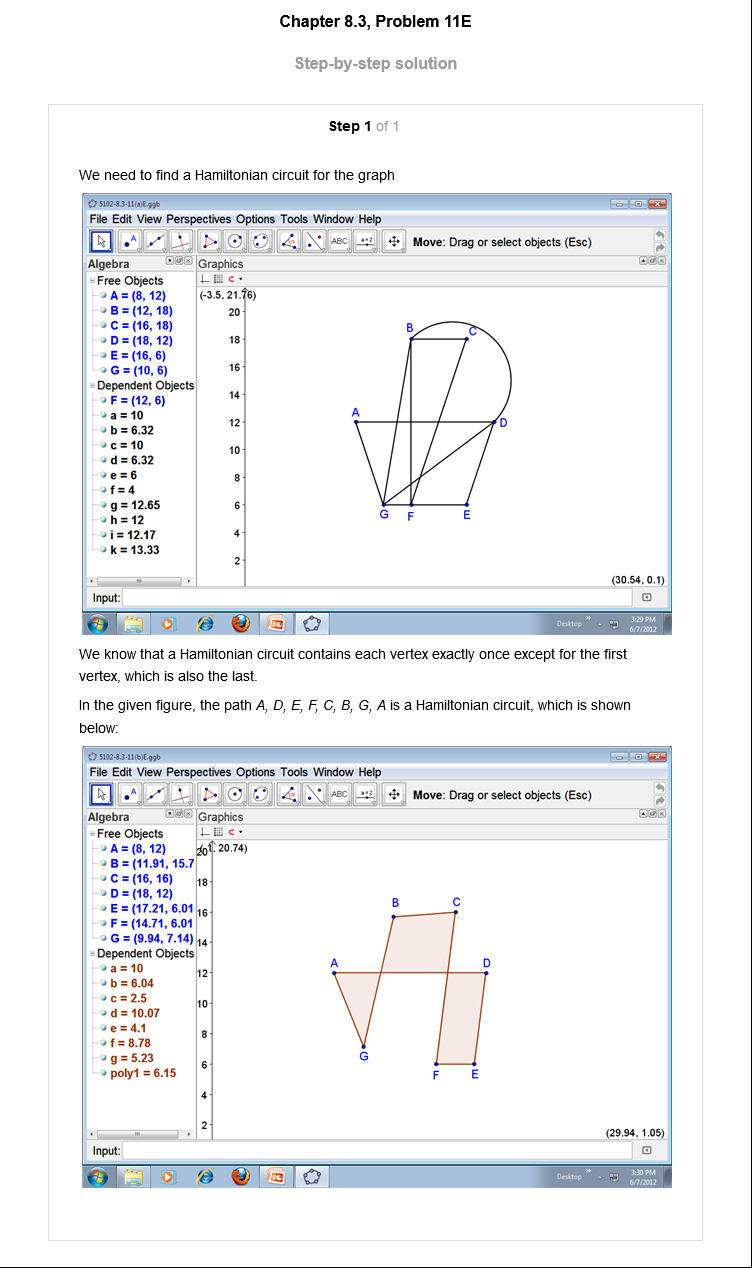 Chapter 8.3, Problem 11E
Step-by-step solution
Step 1 of 1
We need to find a Hamiltonian circuit for the graph
5102-8.3-11(a)E.ggb
File Edit View Perspectives Options Tools Window Help
A
ABC
a=2
Move: Drag or select objects (Esc)
Algebra
Graphics
Free Objects
A = (8, 12)
B = (12, 18)
C = (16, 18)
D = (18, 12)
E = (16, 6)
G = (10, 6)
Dependent Objects
F = (12, 6)
a = 10
b = 6.32
c = 10
d = 6.32
e = 6
f = 4
g = 12.65
h = 12
i = 12.17
k = 13.33
(-3.5, 21.76)
20
18
16
14
12
10
8
6
4
2
B
C
A
D
G
F
E
(30.54, 0.1)
Input:
Desktop
3:29 PM
6/7/2012
We know that a Hamiltonian circuit contains each vertex exactly once except for the first
vertex, which is also the last.
In the given figure, the path A, D, E, F, C, B, G, A is a Hamiltonian circuit, which is shown
below:
5102-8.3-11(b)E.ggb
File Edit View Perspectives Options Tools Window Help
A
ABC
a=2
Move: Drag or select objects (Esc)
Algebra
Graphics
Free Objects
A = (8, 12)
B = (11.91, 15.7
C = (16, 16)
D = (18, 12)
E = (17.21, 6.01
F = (14.71, 6.01
G = (9.94, 7.14)
Dependent Objects
a = 10
b = 6.04
c = 2.5
d = 10.07
e = 4.1
f = 8.78
g = 5.23
poly1 = 6.15
20
18
16
14
12
10
8
6
4
2
B
C
A
D
G
F
E
(29.94, 1.05)
Input:
Desktop
3:30 PM
6/7/2012